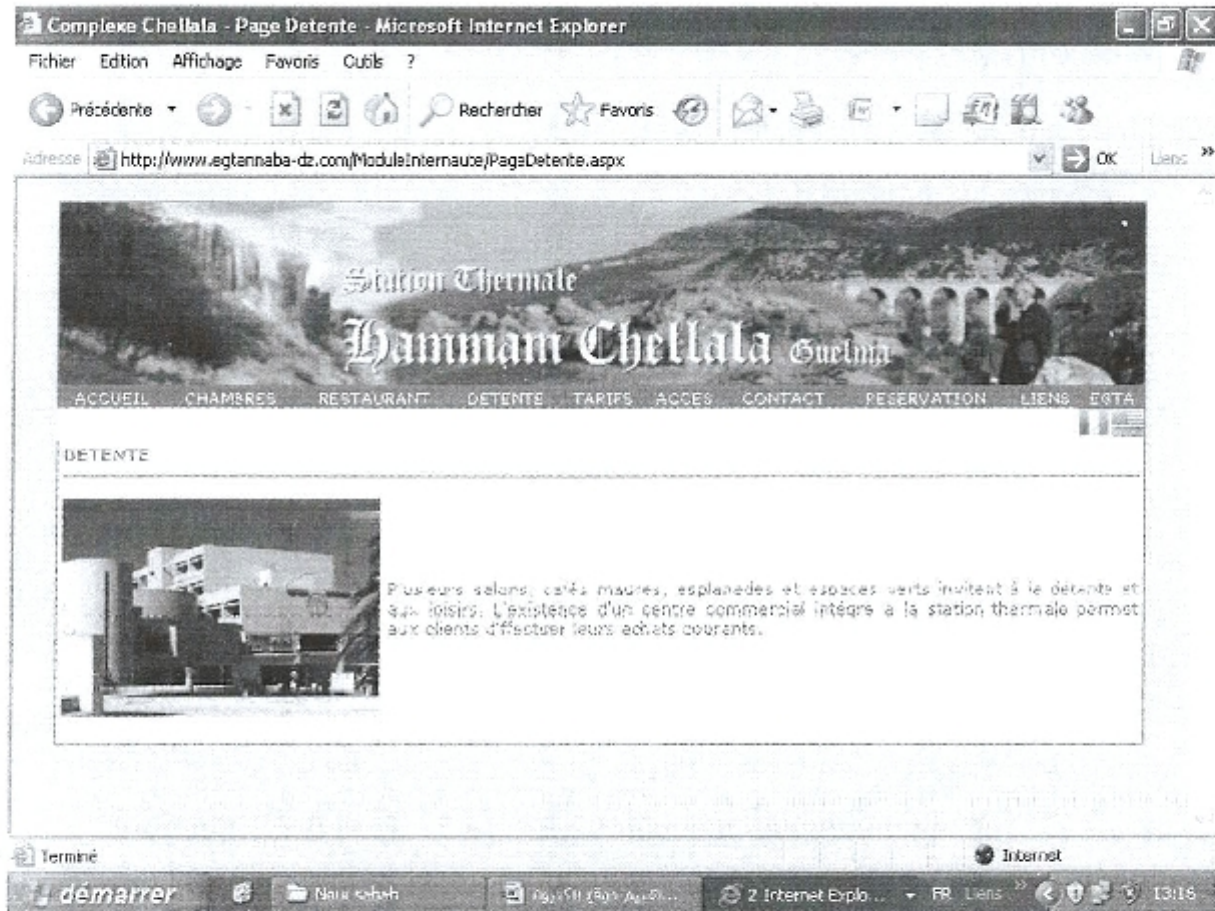 Complexe Chellala - Page Detente - Microsoft Internet Explorer
Fichier Edition Affichage Favoris Outils ?
Précédente Rechercher Favoris
Adresse http://www.egtannaba-dz.com/ModuleInternaute/PageDetente.aspx OK Liens »
Station Thermale
Hammam Chellala Guelma
ACCUEIL CHAMBRES RESTAURANT DETENTE TARIFS ACCES CONTACT RESERVATION LIENS EGTA
DETENTE
Plusieurs salons, cafés maures, esplanades et espaces verts invitent à la détente et
aux loisirs. L'existence d'un centre commercial intégré a la station thermale permet
aux clients d'effectuer leurs achats courants.
Terminé Internet
démarrer 2 Internet Explo... FR Liens » 13:16